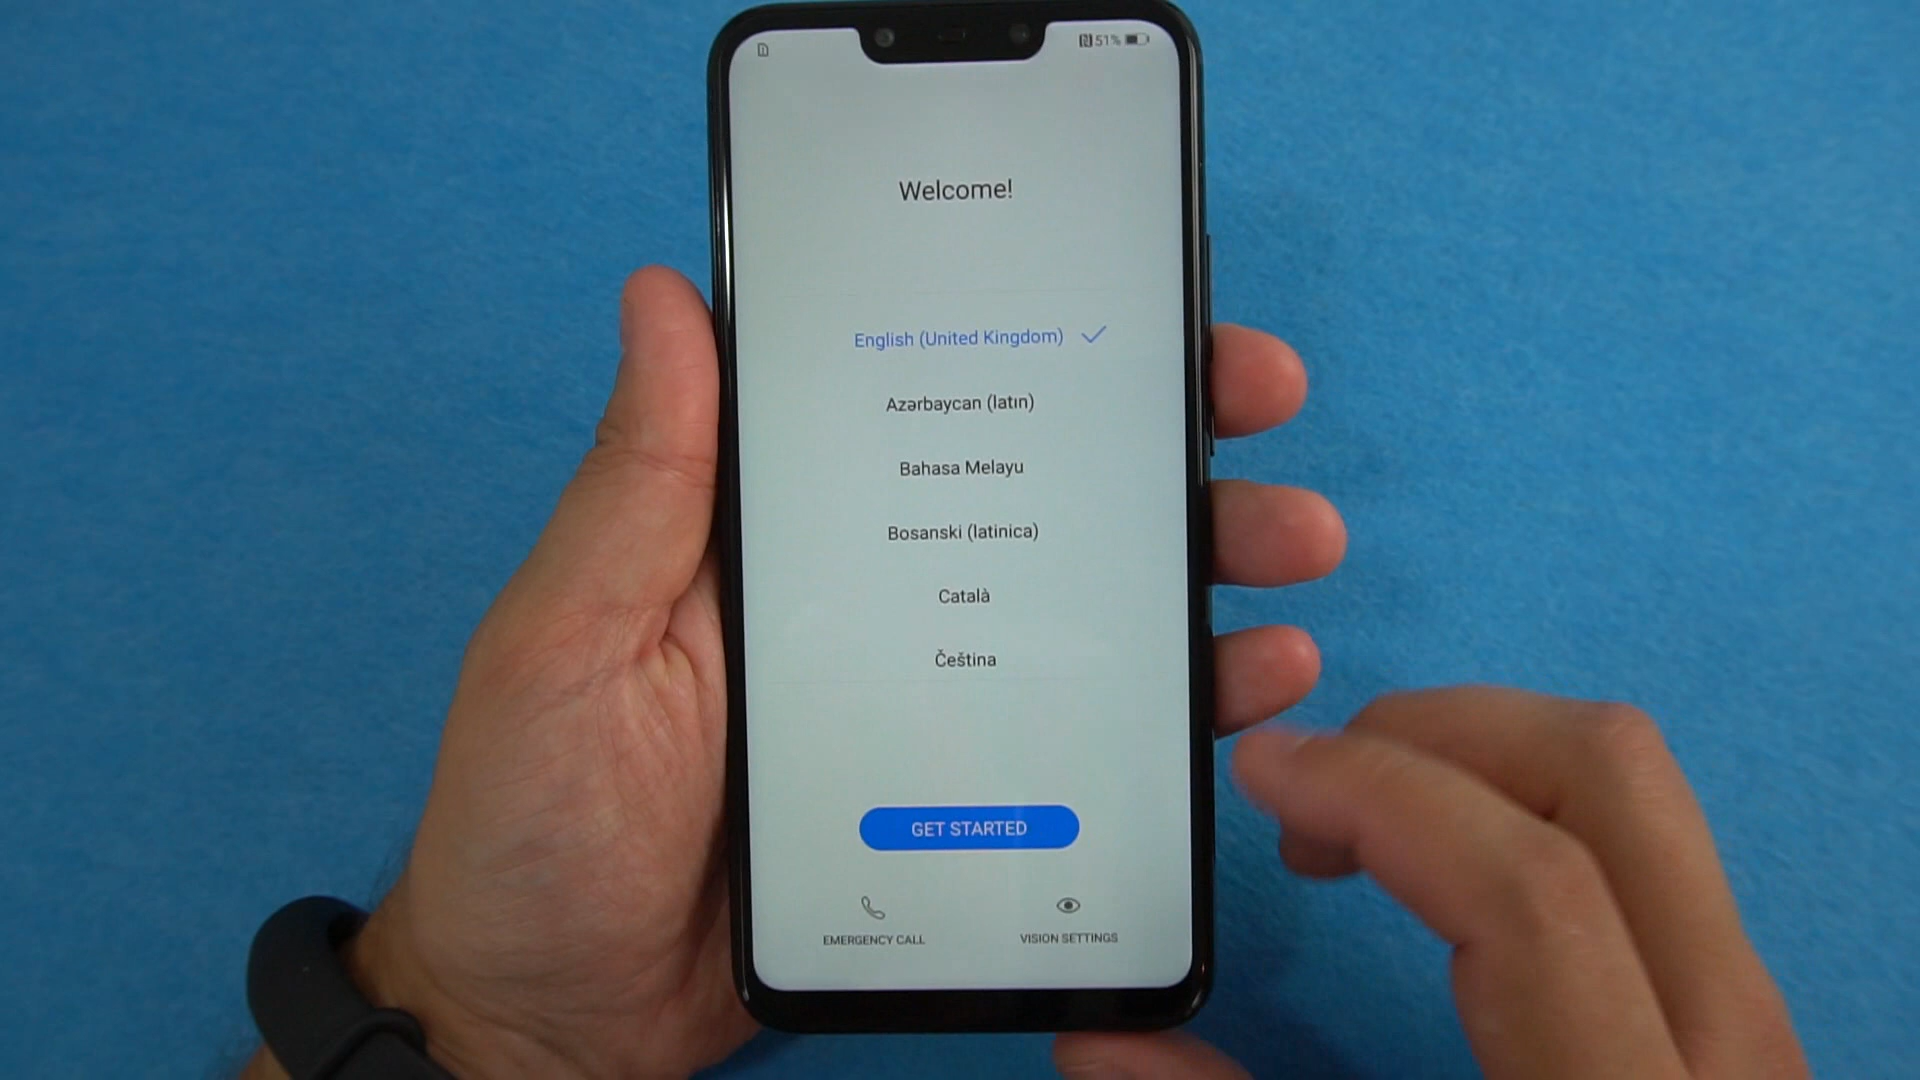 51%
Welcome!
English (United Kingdom)
Azərbaycan (latın)
Bahasa Melayu
Bosanski (latinica)
Català
Čeština
GET STARTED
EMERGENCY CALL
VISION SETTINGS